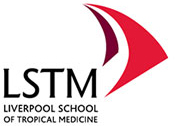 LSTM
LIVERPOOL SCHOOL
OF TROPICAL MEDICINE